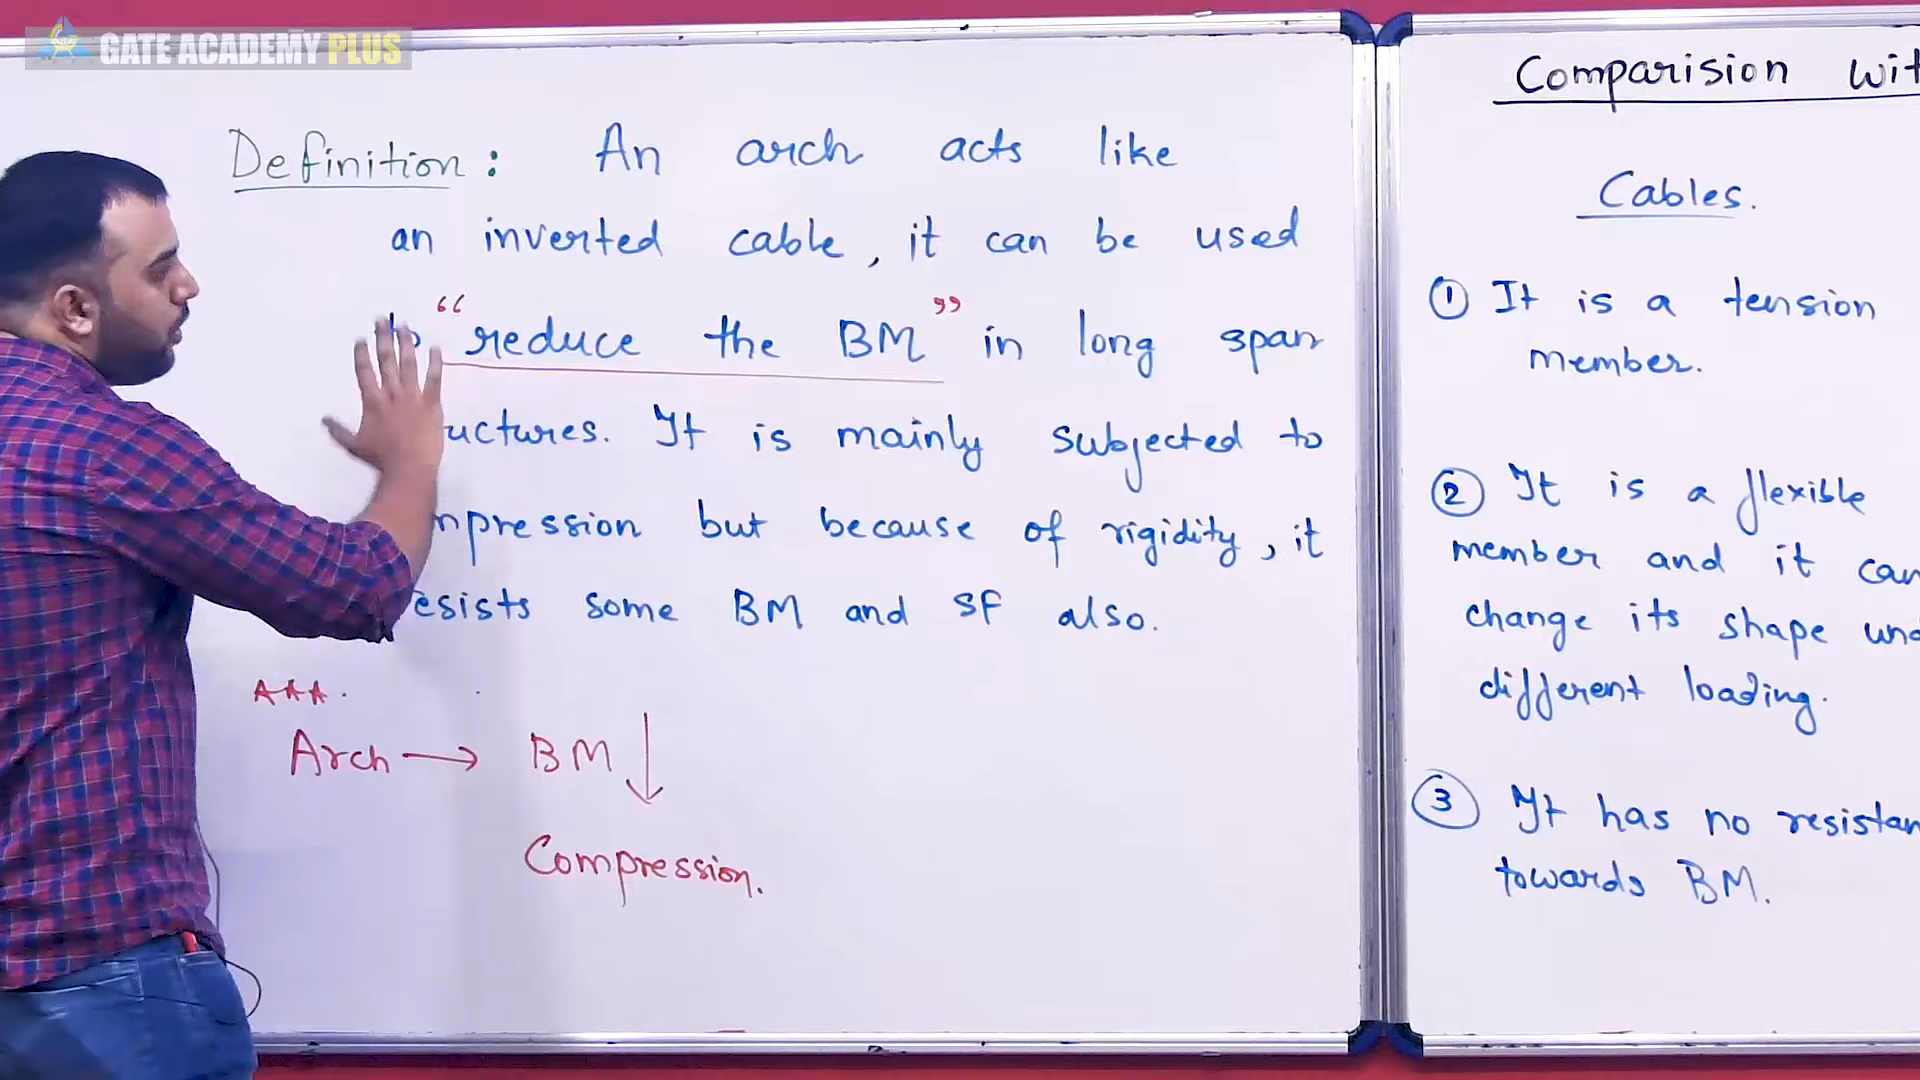 GATE ACADEMY PLUS
Definition: An arch acts like
an inverted cable, it can be used
to "reduce the BM" in long span
uctures. It is mainly subjected to
mpression but because of rigidity, it
esists some BM and SF also.
Arch → BM ↓
Compression.
Comparision wit
Cables.
① It is a tension
member.
② It is a flexible
member and it can
change its shape und
different loading.
③ It has no resistan
towards BM.